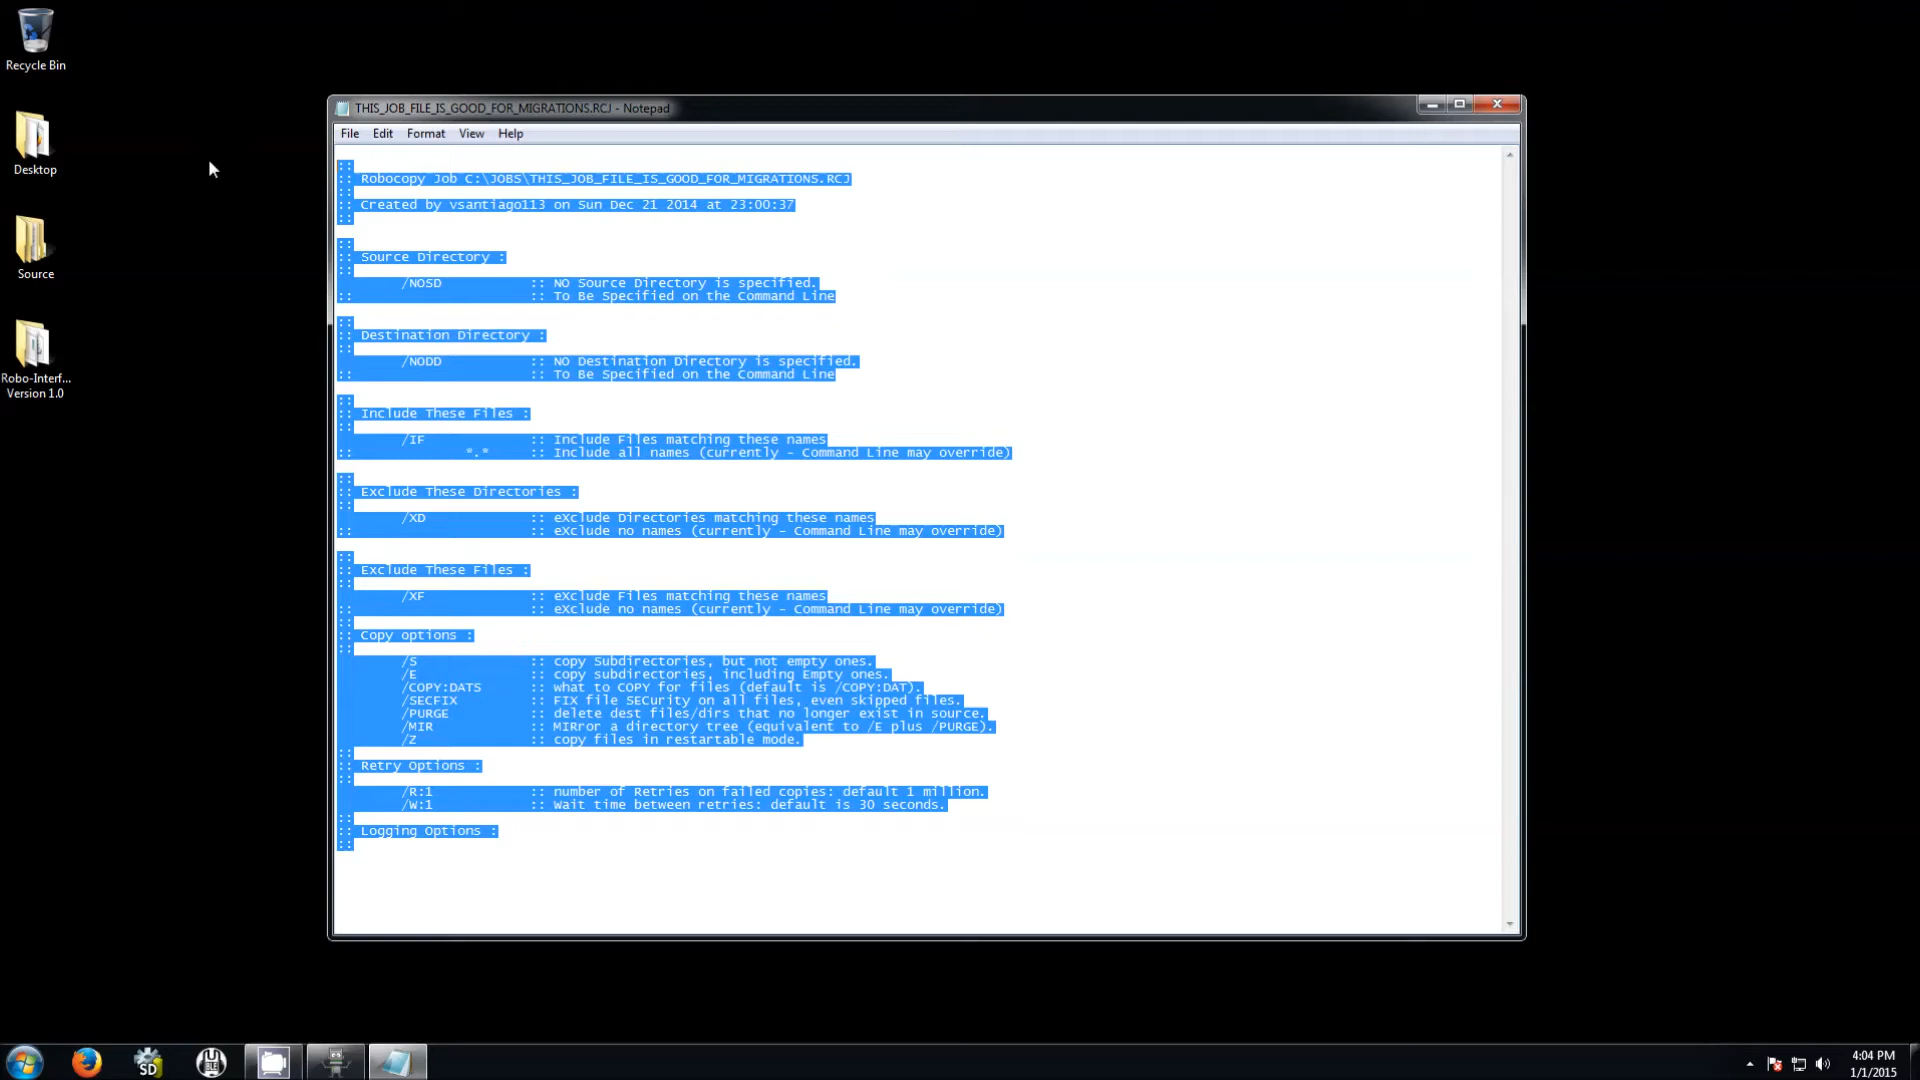 Recycle Bin
Desktop
Source
Robo-Interf...
Version 1.0
THIS_JOB_FILE_IS_GOOD_FOR_MIGRATIONS.RCJ - Notepad
File Edit Format View Help
::
:: Robocopy Job C:\JOBS\THIS_JOB_FILE_IS_GOOD_FOR_MIGRATIONS.RCJ
::
:: Created by vsantiago113 on Sun Dec 21 2014 at 23:00:37
::
::
:: Source Directory :
::
/NOSD :: NO Source Directory is specified.
:: :: To Be Specified on the Command Line
::
:: Destination Directory :
::
/NODD :: NO Destination Directory is specified.
:: :: To Be Specified on the Command Line
::
:: Include These Files :
::
/IF :: Include Files matching these names
:: *.* :: Include all names (currently - Command Line may override)
::
:: Exclude These Directories :
::
/XD :: eXclude Directories matching these names
:: :: eXclude no names (currently - Command Line may override)
::
:: Exclude These Files :
::
/XF :: eXclude Files matching these names
:: :: eXclude no names (currently - Command Line may override)
::
:: Copy options :
::
/S :: copy Subdirectories, but not empty ones.
/E :: copy subdirectories, including Empty ones.
/COPY:DATS :: what to COPY for files (default is /COPY:DAT).
/SECFIX :: FIX file SECurity on all files, even skipped files.
/PURGE :: delete dest files/dirs that no longer exist in source.
/MIR :: MIRror a directory tree (equivalent to /E plus /PURGE).
/Z :: copy files in restartable mode.
::
:: Retry Options :
::
/R:1 :: number of Retries on failed copies: default 1 million.
/W:1 :: Wait time between retries: default is 30 seconds.
::
:: Logging Options :
::
SD
BLE
4:04 PM
1/1/2015